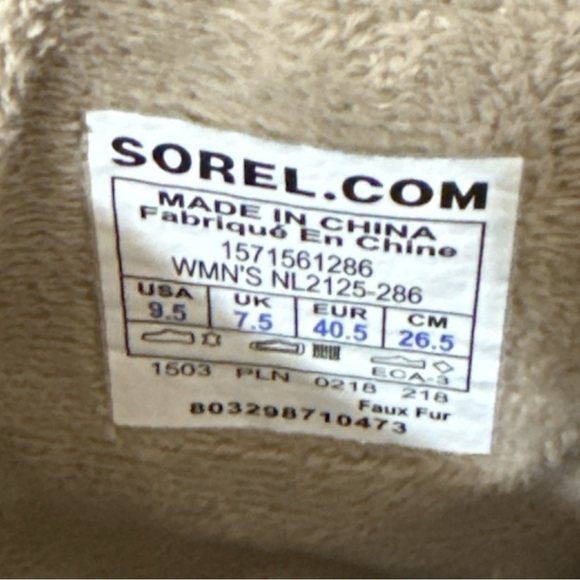 SOREL.COM
MADE IN CHINA
Fabriqué En Chine
1571561286
WMN'S NL2125-286
USA UK EUR CM
9.5 7.5 40.5 26.5
ECA-3
1503 PLN 0218 218
Faux Fur
803298710473